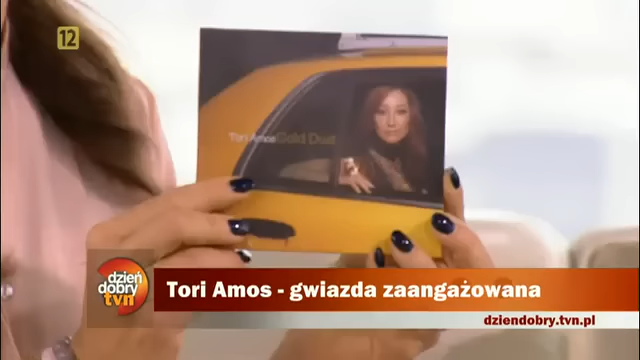 12
Tori Amos Gold Dust
dzień
dobry
tvn
Tori Amos - gwiazda zaangażowana
dziendobry.tvn.pl